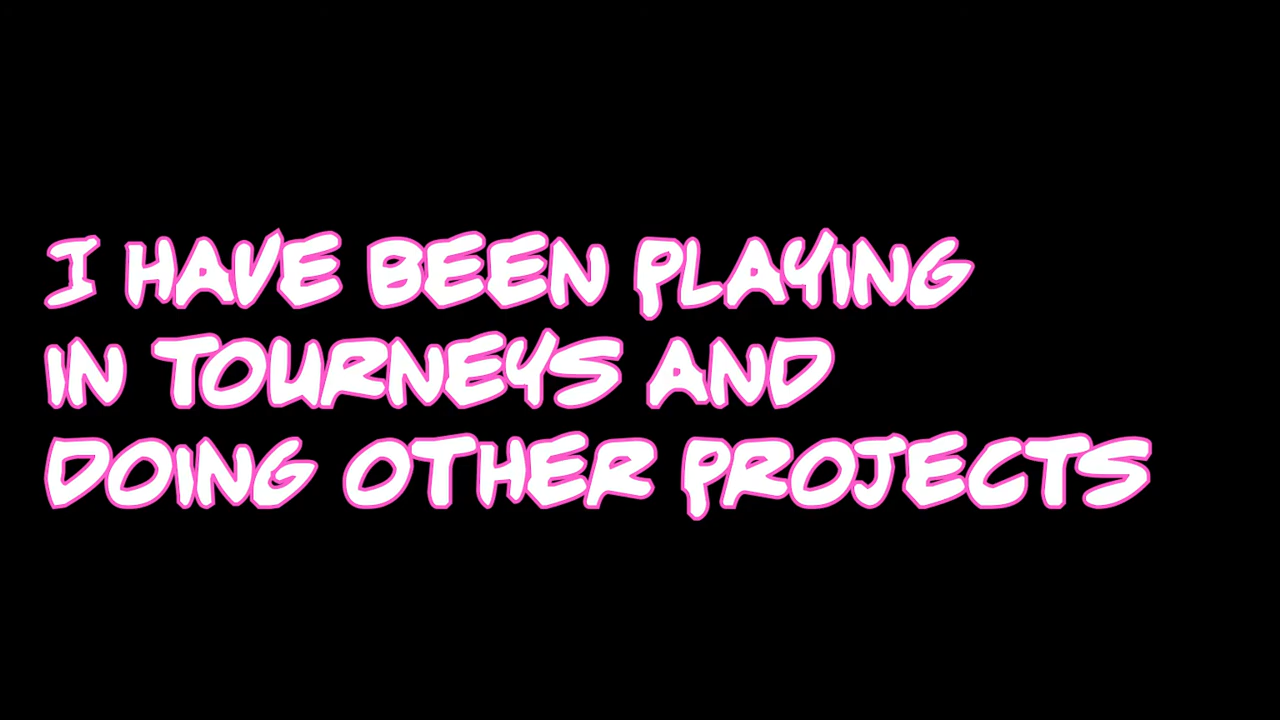 I HAVE BEEN PLAYING
IN TOURNEYS AND
DOING OTHER PROJECTS